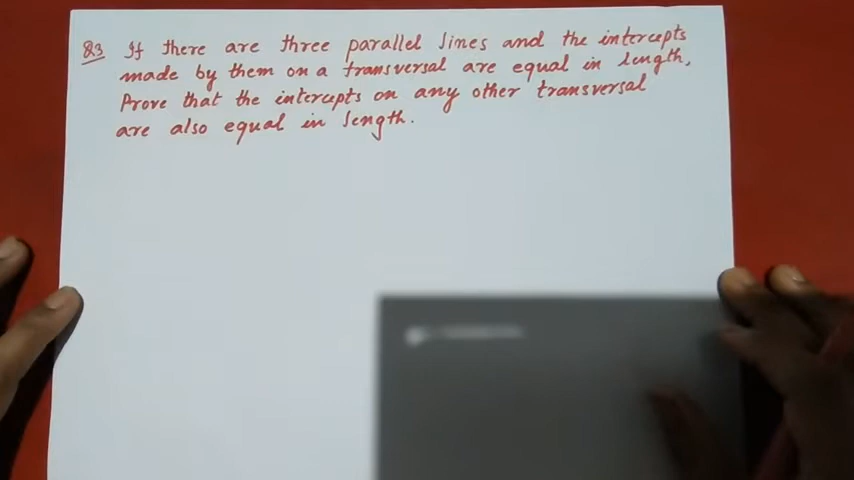 Q3 If there are three parallel lines and the intercepts
made by them on a transversal are equal in length,
Prove that the intercepts on any other transversal
are also equal in length.